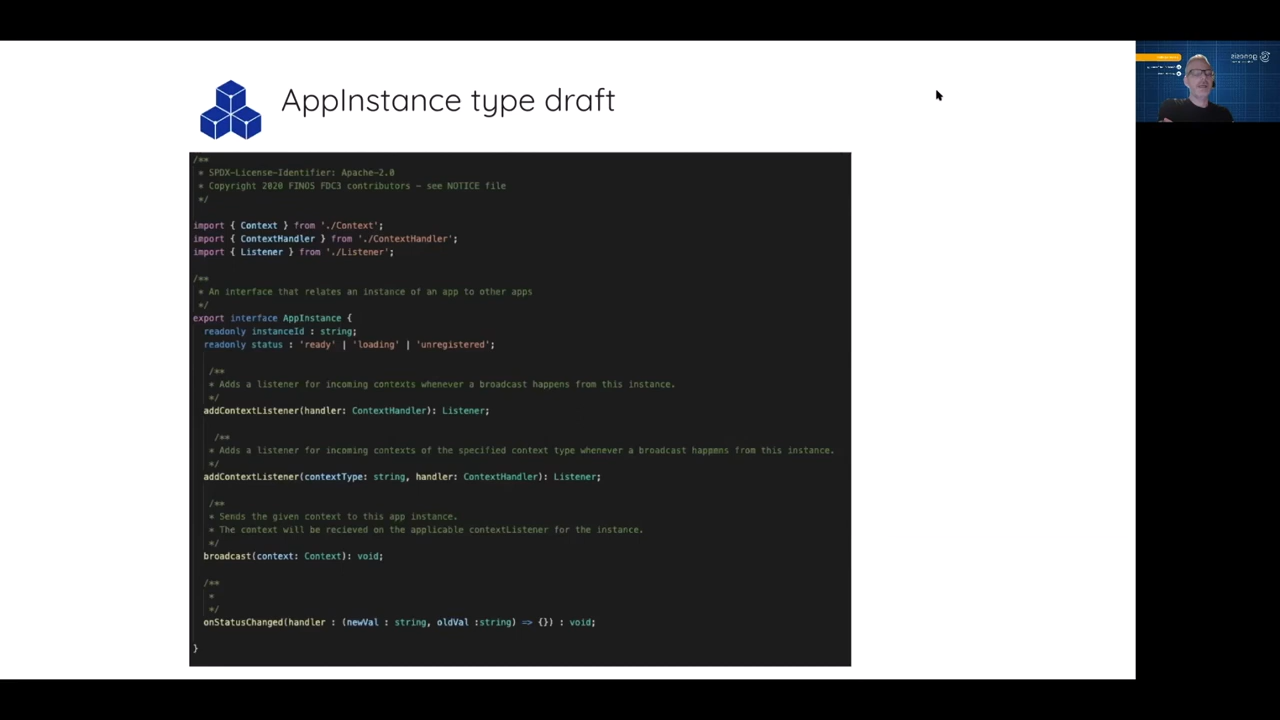 AppInstance type draft
genesis
/**
* SPDX-License-Identifier: Apache-2.0
* Copyright 2020 FINOS FDC3 contributors - see NOTICE file
*/
import { Context } from './Context';
import { ContextHandler } from './ContextHandler';
import { Listener } from './Listener';
/**
* An interface that relates an instance of an app to other apps
*/
export interface AppInstance {
readonly instanceId : string;
readonly status : 'ready' | 'loading' | 'unregistered';
/**
* Adds a listener for incoming contexts whenever a broadcast happens from this instance.
*/
addContextListener(handler: ContextHandler): Listener;
/**
* Adds a listener for incoming contexts of the specified context type whenever a broadcast happmns from this instance.
*/
addContextListener(contextType: string, handler: ContextHandler): Listener;
/**
* Sends the given context to this app instance.
* The context will be recieved on the applicable contextListener for the instance.
*/
broadcast(context: Context): void;
/**
*
*/
onStatusChanged(handler : (newVal : string, oldVal :string) => {}) : void;
}